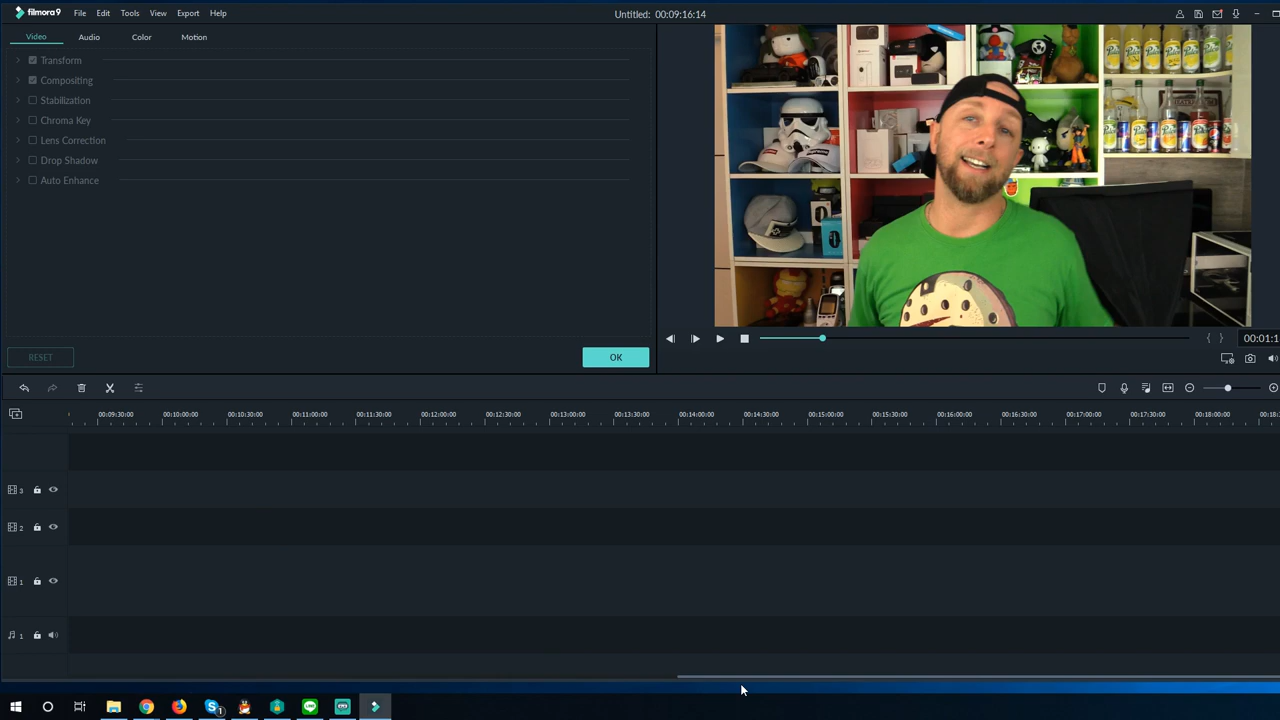 filmora9 File Edit Tools View Export Help Untitled: 00:09:16:14
Video Audio Color Motion
Transform
Compositing
Stabilization
Chroma Key
Lens Correction
Drop Shadow
Auto Enhance
RESET OK
00:01:1
00:09:30:00 00:10:00:00 00:10:30:00 00:11:00:00 00:11:30:00 00:12:00:00 00:12:30:00 00:13:00:00 00:13:30:00 00:14:00:00 00:14:30:00 00:15:00:00 00:15:30:00 00:16:00:00 00:16:30:00 00:17:00:00 00:17:30:00 00:18:00:00 00:18:
3
2
1
1
1